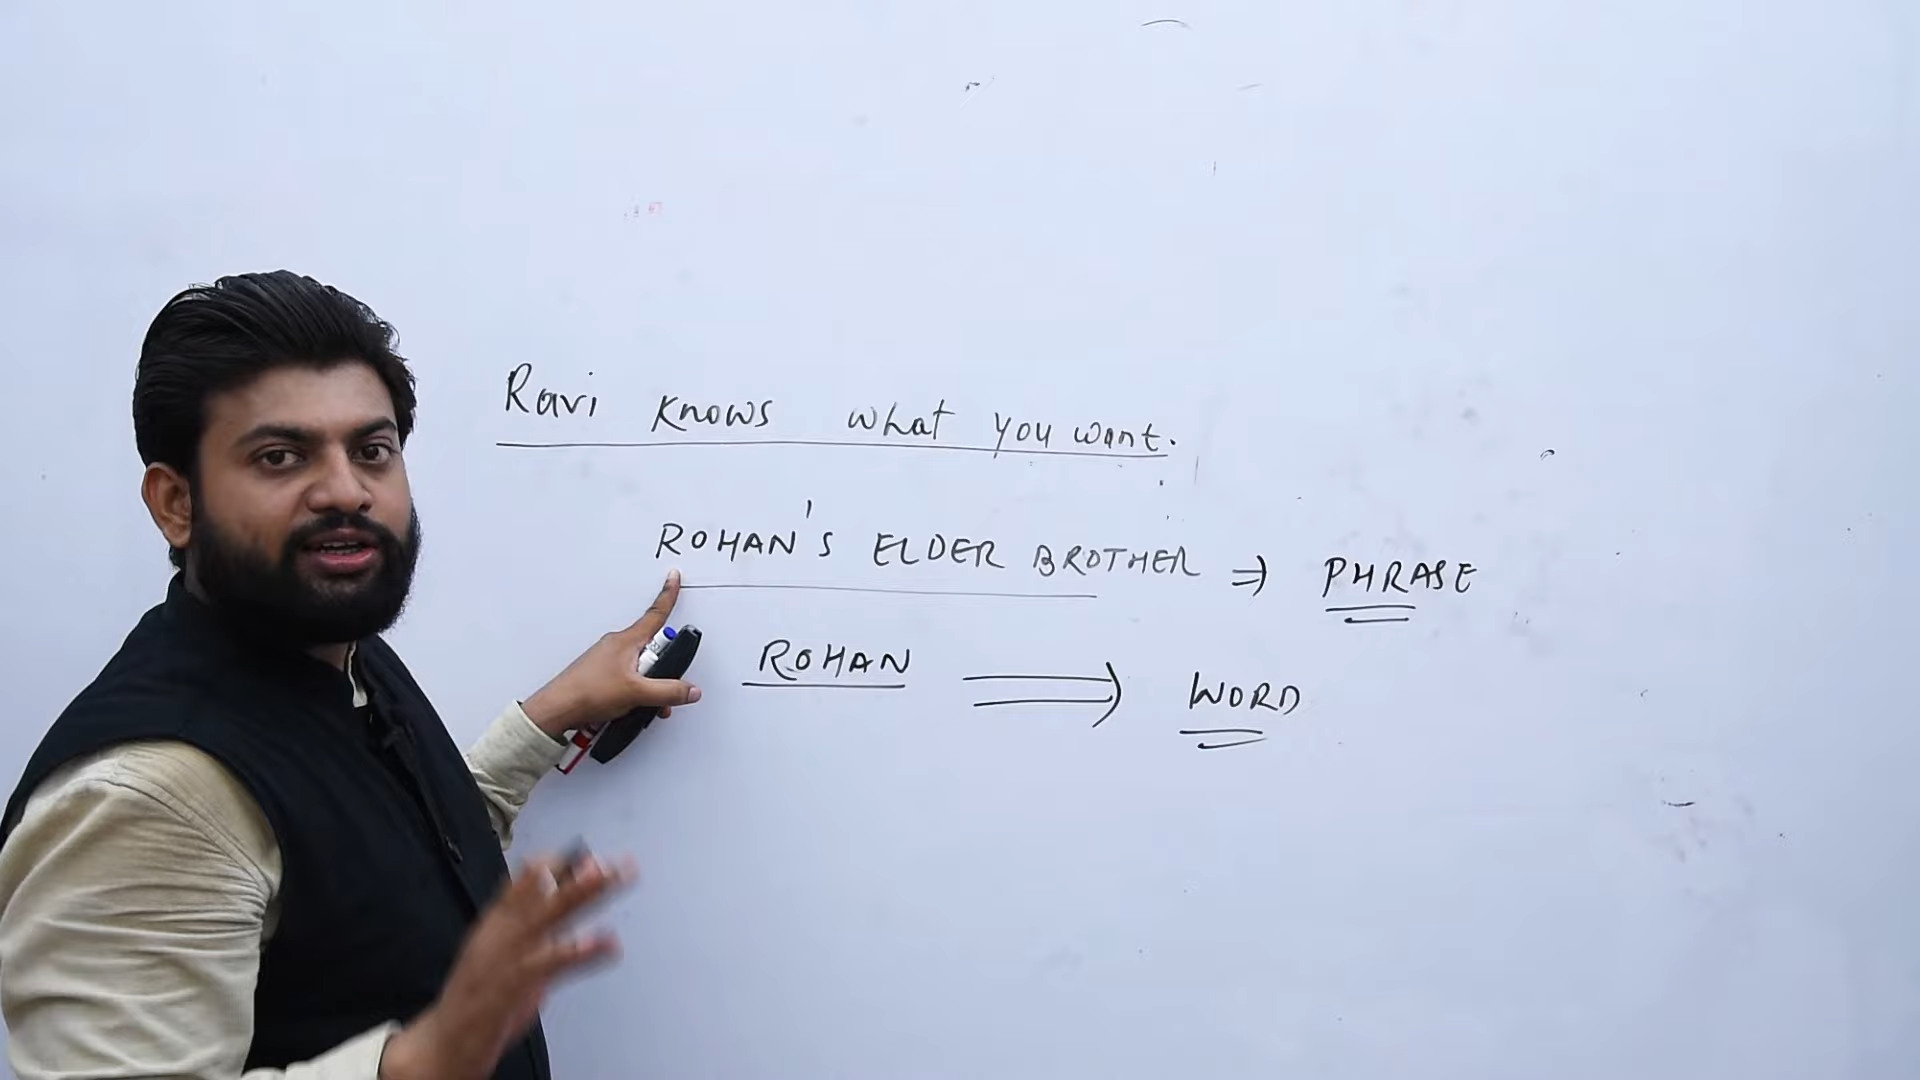 Ravi knows what you want.
ROHAN'S ELDER BROTHER ⇒ PHRASE
ROHAN ⇒ WORD